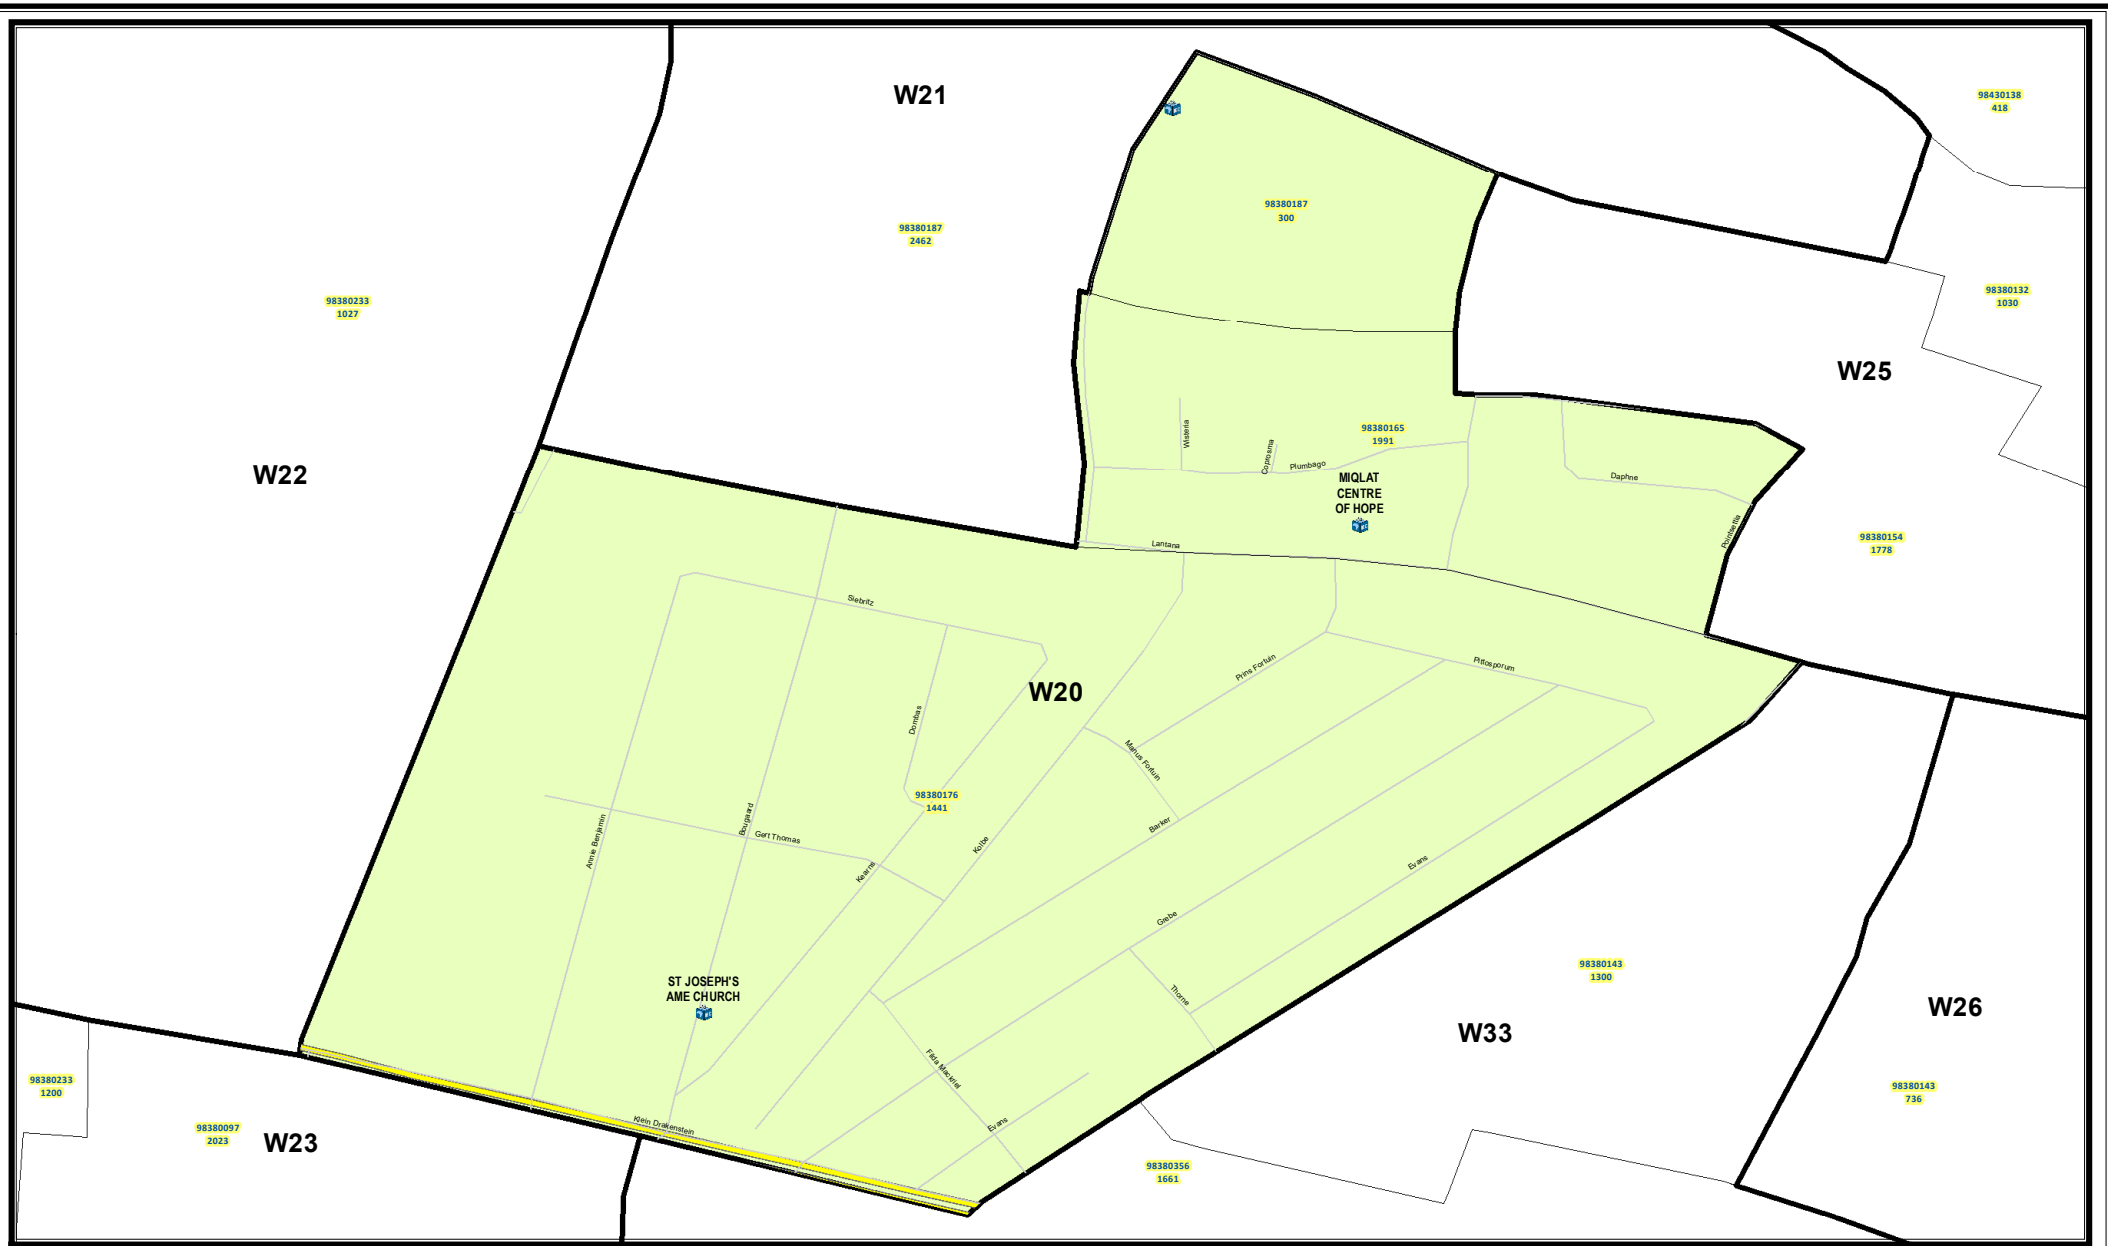 W21
98430138
418
98380187
300
98380187
2462
98380233
1027
98380132
1030
W25
98380165
1991
Wisteria
Coprosma
Plumbago
Daphne
W22
MIQLAT
CENTRE
OF HOPE
Poinsettia
98380154
1778
Lantana
Siebritz
Prins Fortuin
Pittosporum
W20
Dombas
Marius Fortuin
98380176
1441
Bougaard
Gert Thomas
Annie Benjamin
Kolbe
Barker
Kearns
Evans
Grebe
98380143
1300
ST JOSEPH'S
AME CHURCH
Thorne
W26
W33
Filda Mackriel
98380233
1200
98380143
736
Klein Drakenstein
Evans
98380097
2023
W23
98380356
1661